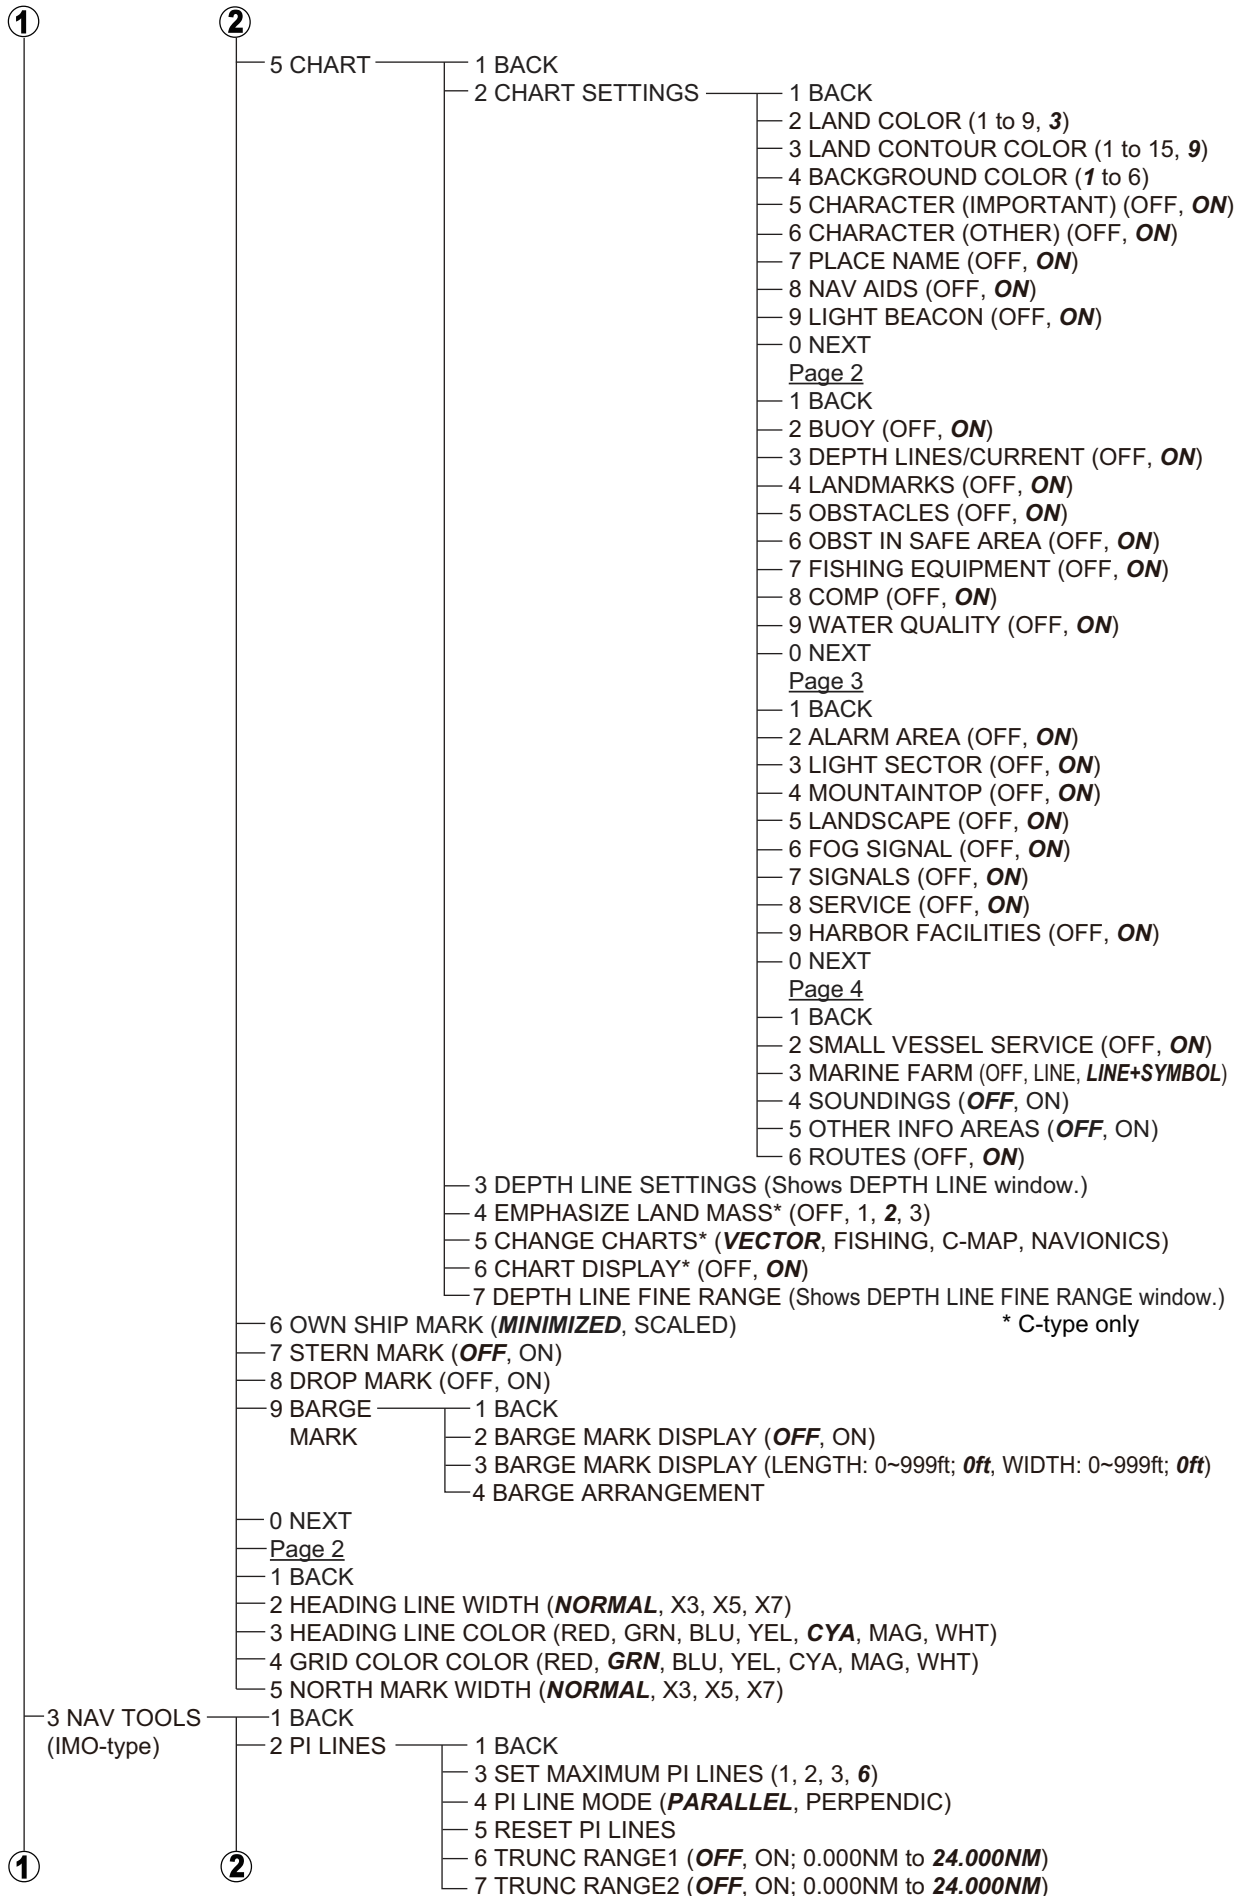 1 2
5 CHART 1 BACK
2 CHART SETTINGS 1 BACK
2 LAND COLOR (1 to 9, 3)
3 LAND CONTOUR COLOR (1 to 15, 9)
4 BACKGROUND COLOR (1 to 6)
5 CHARACTER (IMPORTANT) (OFF, ON)
6 CHARACTER (OTHER) (OFF, ON)
7 PLACE NAME (OFF, ON)
8 NAV AIDS (OFF, ON)
9 LIGHT BEACON (OFF, ON)
0 NEXT
Page 2
1 BACK
2 BUOY (OFF, ON)
3 DEPTH LINES/CURRENT (OFF, ON)
4 LANDMARKS (OFF, ON)
5 OBSTACLES (OFF, ON)
6 OBST IN SAFE AREA (OFF, ON)
7 FISHING EQUIPMENT (OFF, ON)
8 COMP (OFF, ON)
9 WATER QUALITY (OFF, ON)
0 NEXT
Page 3
1 BACK
2 ALARM AREA (OFF, ON)
3 LIGHT SECTOR (OFF, ON)
4 MOUNTAINTOP (OFF, ON)
5 LANDSCAPE (OFF, ON)
6 FOG SIGNAL (OFF, ON)
7 SIGNALS (OFF, ON)
8 SERVICE (OFF, ON)
9 HARBOR FACILITIES (OFF, ON)
0 NEXT
Page 4
1 BACK
2 SMALL VESSEL SERVICE (OFF, ON)
3 MARINE FARM (OFF, LINE, LINE+SYMBOL)
4 SOUNDINGS (OFF, ON)
5 OTHER INFO AREAS (OFF, ON)
6 ROUTES (OFF, ON)
3 DEPTH LINE SETTINGS (Shows DEPTH LINE window.)
4 EMPHASIZE LAND MASS* (OFF, 1, 2, 3)
5 CHANGE CHARTS* (VECTOR, FISHING, C-MAP, NAVIONICS)
6 CHART DISPLAY* (OFF, ON)
7 DEPTH LINE FINE RANGE (Shows DEPTH LINE FINE RANGE window.)
6 OWN SHIP MARK (MINIMIZED, SCALED) * C-type only
7 STERN MARK (OFF, ON)
8 DROP MARK (OFF, ON)
9 BARGE 1 BACK
MARK 2 BARGE MARK DISPLAY (OFF, ON)
3 BARGE MARK DISPLAY (LENGTH: 0~999ft; 0ft, WIDTH: 0~999ft; 0ft)
4 BARGE ARRANGEMENT
0 NEXT
Page 2
1 BACK
2 HEADING LINE WIDTH (NORMAL, X3, X5, X7)
3 HEADING LINE COLOR (RED, GRN, BLU, YEL, CYA, MAG, WHT)
4 GRID COLOR COLOR (RED, GRN, BLU, YEL, CYA, MAG, WHT)
5 NORTH MARK WIDTH (NORMAL, X3, X5, X7)
3 NAV TOOLS 1 BACK
(IMO-type) 2 PI LINES 1 BACK
3 SET MAXIMUM PI LINES (1, 2, 3, 6)
4 PI LINE MODE (PARALLEL, PERPENDIC)
5 RESET PI LINES
1 2 6 TRUNC RANGE1 (OFF, ON; 0.000NM to 24.000NM)
7 TRUNC RANGE2 (OFF, ON; 0.000NM to 24.000NM)